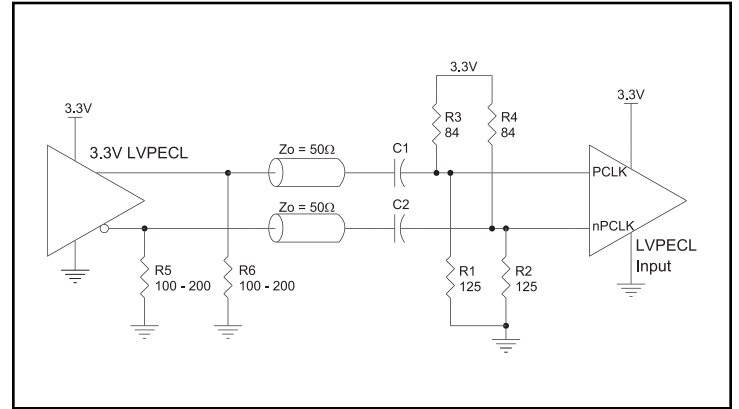 3.3V
3.3V LVPECL
Zo = 50Ω
C1
3.3V
R3
84
R4
84
3.3V
PCLK
Zo = 50Ω
C2
nPCLK
LVPECL
Input
R5
100 - 200
R6
100 - 200
R1
125
R2
125